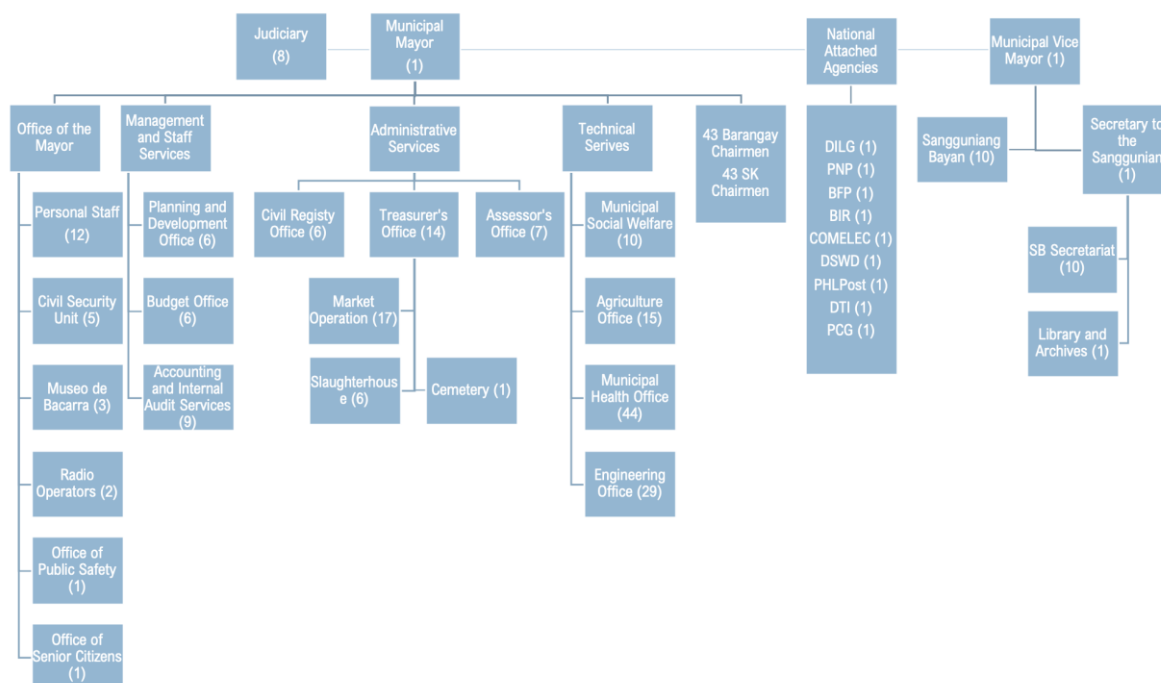 Judiciary
(8)
Municipal
Mayor
(1)
National
Attached
Agencies
Municipal Vice
Mayor (1)
Office of the
Mayor
Management
and Staff
Services
Administrative
Services
Technical
Serives
43 Barangay
Chairmen
43 SK
Chairmen
DILG (1)
PNP (1)
BFP (1)
BIR (1)
COMELEC (1)
DSWD (1)
PHLPost (1)
DTI (1)
PCG (1)
Sangguniang
Bayan (10)
Secretary to
the
Sanggunian
(1)
Personal Staff
(12)
Planning and
Development
Office (6)
Civil Registy
Office (6)
Treasurer's
Office (14)
Assessor's
Office (7)
Municipal
Social Welfare
(10)
SB Secretariat
(10)
Civil Security
Unit (5)
Budget Office
(6)
Market
Operation (17)
Agriculture
Office (15)
Library and
Archives (1)
Museo de
Bacarra (3)
Accounting
and Internal
Audit Services
(9)
Slaughterhous
e (6)
Cemetery (1)
Municipal
Health Office
(44)
Radio
Operators (2)
Engineering
Office (29)
Office of
Public Safety
(1)
Office of
Senior Citizens
(1)